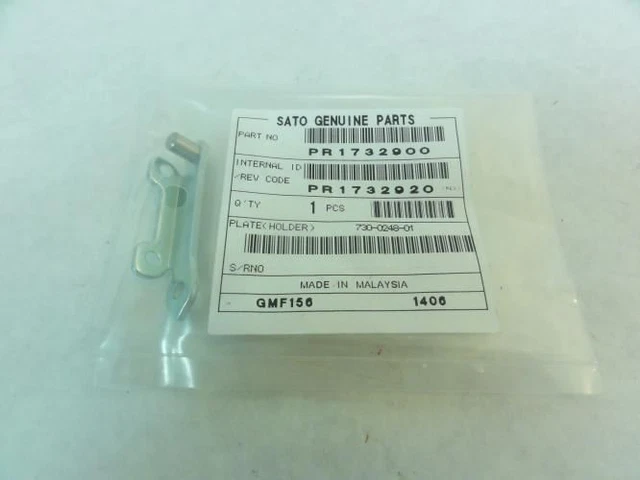 SATO GENUINE PARTS
PART NO
PR1732900
INTERNAL ID
/REV CODE
PR1732920
Q'TY 1 PCS
PLATE(HOLDER) 730-0248-01
S/RNO
MADE IN MALAYSIA
GMF156 1406